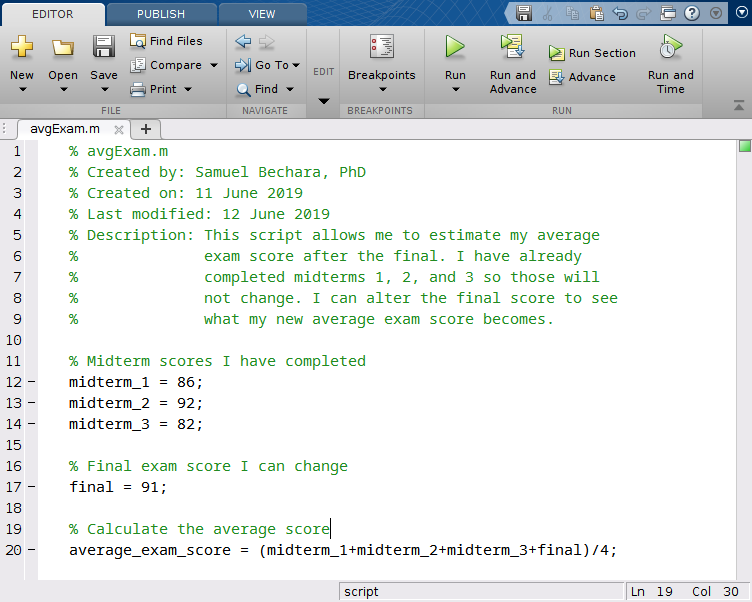 EDITOR PUBLISH VIEW
New Open Save Find Files Compare Print
FILE
Go To Find
NAVIGATE
EDIT
Breakpoints
BREAKPOINTS
Run Run and Advance Run Section Advance Run and Time
RUN
avgExam.m
1 % avgExam.m
2 % Created by: Samuel Bechara, PhD
3 % Created on: 11 June 2019
4 % Last modified: 12 June 2019
5 % Description: This script allows me to estimate my average
6 % exam score after the final. I have already
7 % completed midterms 1, 2, and 3 so those will
8 % not change. I can alter the final score to see
9 % what my new average exam score becomes.
10
11 % Midterm scores I have completed
12 – midterm_1 = 86;
13 – midterm_2 = 92;
14 – midterm_3 = 82;
15
16 % Final exam score I can change
17 – final = 91;
18
19 % Calculate the average score
20 – average_exam_score = (midterm_1+midterm_2+midterm_3+final)/4;
script Ln 19 Col 30